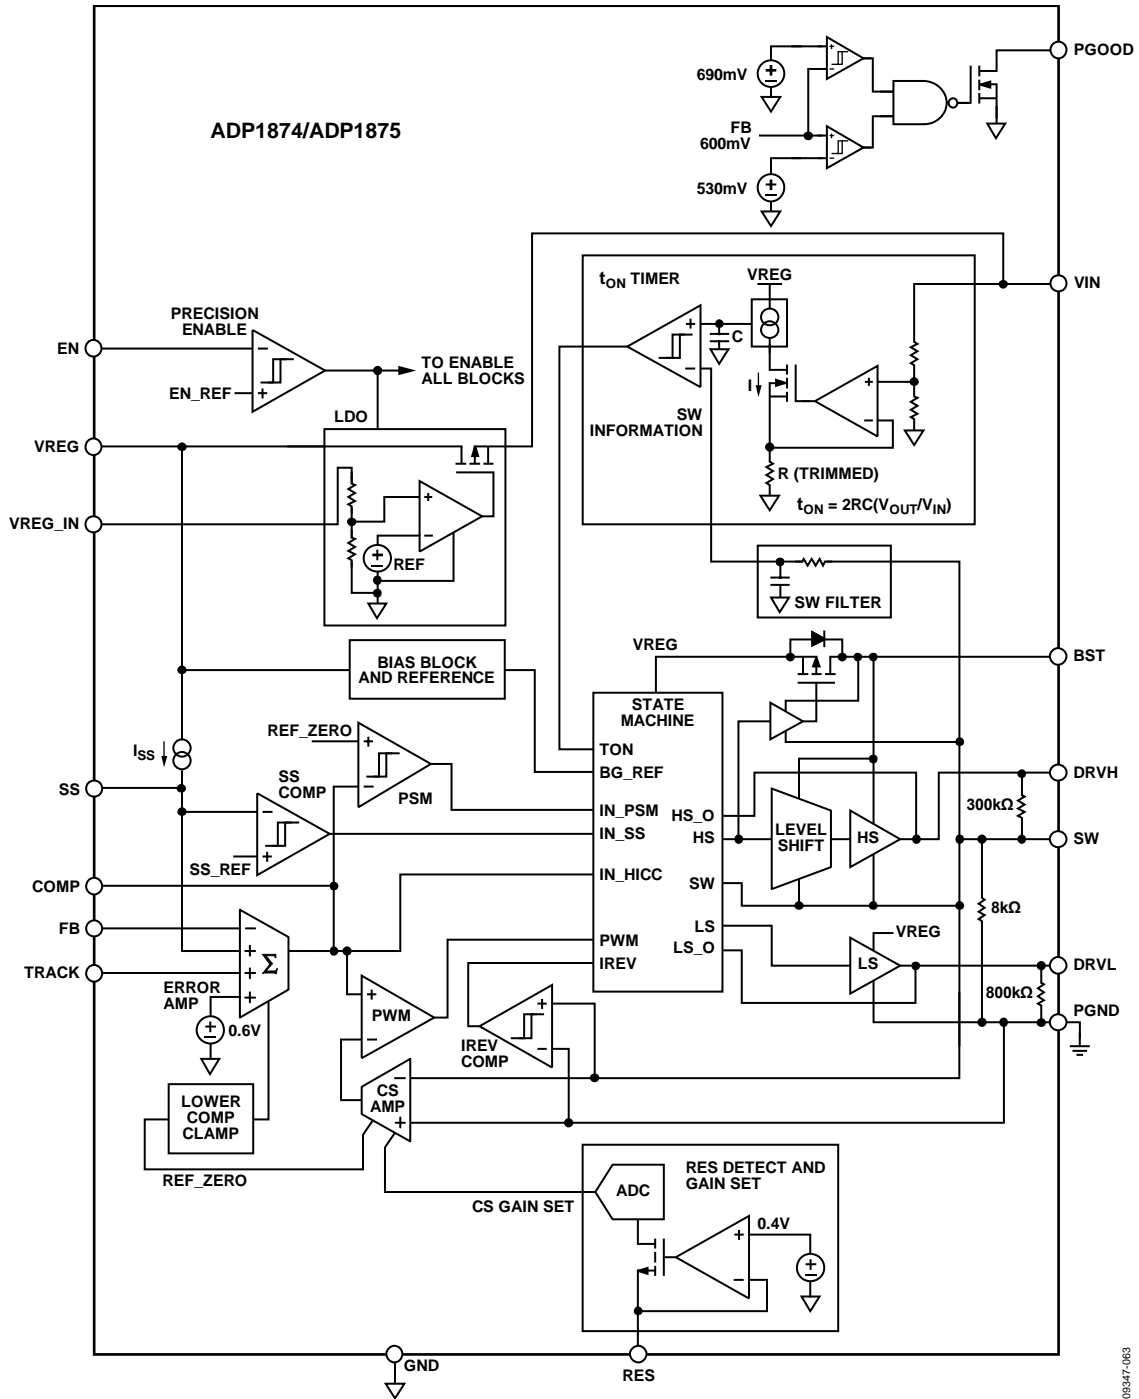 PGOOD
690mV
ADP1874/ADP1875
FB
600mV
530mV
tON TIMER
VREG
VIN
PRECISION
ENABLE
C
EN
TO ENABLE
ALL BLOCKS
I
EN_REF
LDO
SW
INFORMATION
VREG
R (TRIMMED)
tON = 2RC(VOUT/VIN)
VREG_IN
REF
SW FILTER
VREG
BST
BIAS BLOCK
AND REFERENCE
STATE
MACHINE
REF_ZERO
ISS
TON
BG_REF
DRVH
SS
SS
COMP
PSM
IN_PSM
HS_O
300kΩ
IN_SS
HS
LEVEL
SHIFT
HS
SW
SS_REF
COMP
IN_HICC
SW
8kΩ
FB
LS
VREG
PWM
LS_O
TRACK
Σ
IREV
LS
DRVL
ERROR
AMP
800kΩ
0.6V
PWM
IREV
COMP
PGND
CS
AMP
LOWER
COMP
CLAMP
REF_ZERO
CS GAIN SET
ADC
RES DETECT AND
GAIN SET
0.4V
GND
RES
09347-063